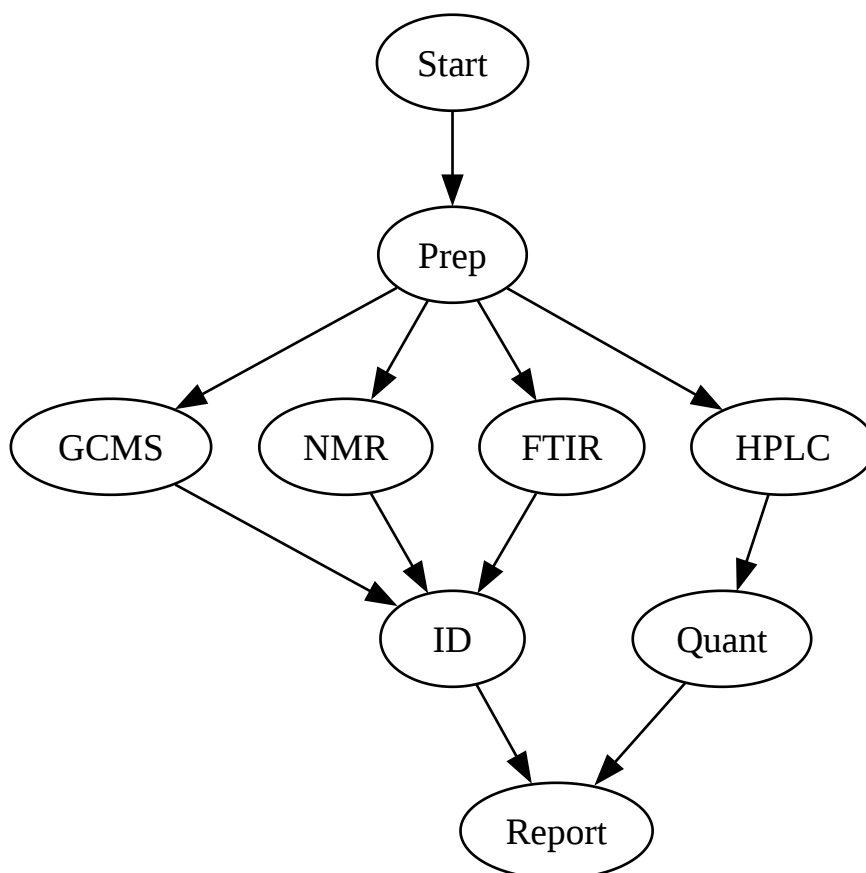 Start
Prep
GCMS
NMR
FTIR
HPLC
ID
Quant
Report